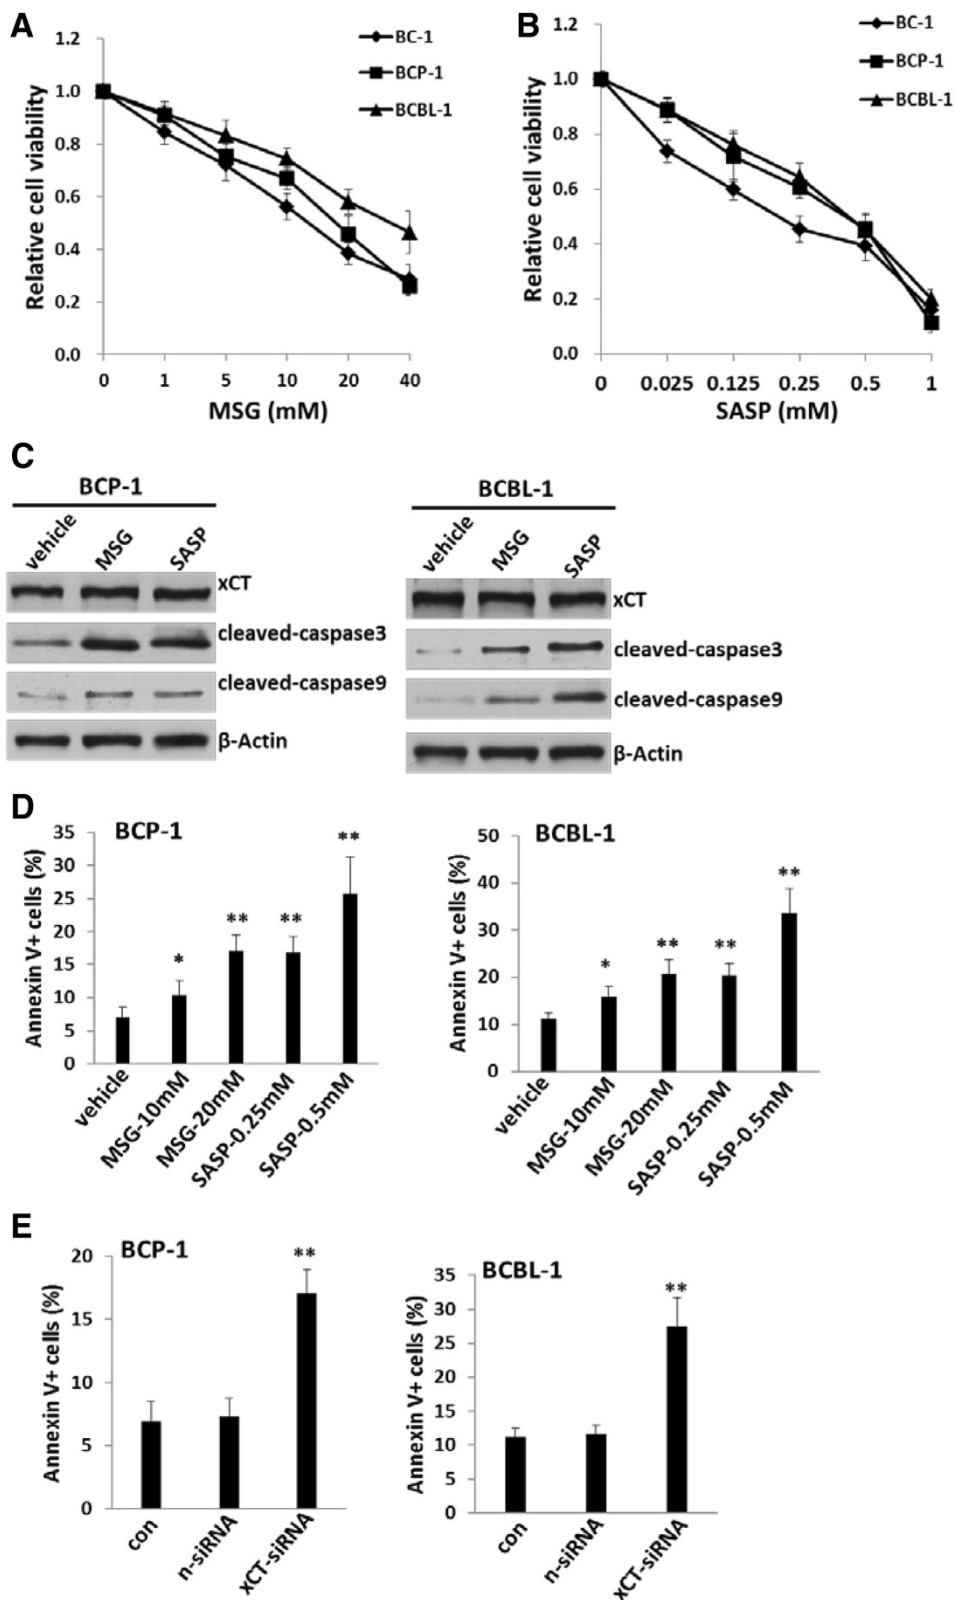 A
1.2
1.0
0.8
0.6
0.4
0.2
0.0
Relative cell viability
BC-1
BCP-1
BCBL-1
0 1 5 10 20 40
MSG (mM)
B
1.2
1.0
0.8
0.6
0.4
0.2
0.0
Relative cell viability
BC-1
BCP-1
BCBL-1
0 0.025 0.125 0.25 0.5 1
SASP (mM)
C
BCP-1
vehicle MSG SASP
xCT
cleaved-caspase3
cleaved-caspase9
β-Actin
BCBL-1
vehicle MSG SASP
xCT
cleaved-caspase3
cleaved-caspase9
β-Actin
D
BCP-1
35
30
25
20
15
10
5
0
Annexin V+ cells (%)
* ** ** **
vehicle MSG-10mM MSG-20mM SASP-0.25mM SASP-0.5mM
BCBL-1
50
40
30
20
10
0
Annexin V+ cells (%)
* ** ** **
vehicle MSG-10mM MSG-20mM SASP-0.25mM SASP-0.5mM
E
BCP-1
20
15
10
5
0
Annexin V+ cells (%)
**
con n-siRNA xCT-siRNA
BCBL-1
35
30
25
20
15
10
5
0
Annexin V+ cells (%)
**
con n-siRNA xCT-siRNA